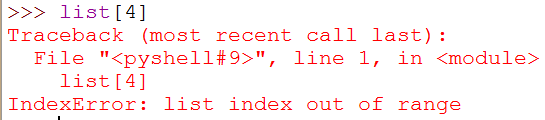 >>> list[4]
Traceback (most recent call last):
  File "<pyshell#9>", line 1, in <module>
    list[4]
IndexError: list index out of range